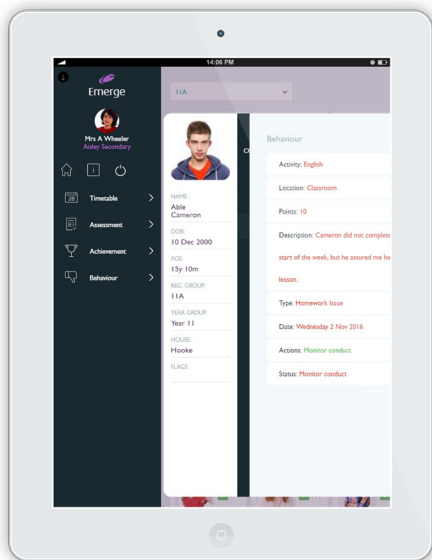 14:06 PM
Emerge
Mrs A Wheeler
Aisley Secondary
28
Timetable
Assessment
Achievement
Behaviour
11A
NAME:
Able
Cameron
DOB:
10 Dec 2000
AGE:
15y 10m
REG. GROUP:
11A
YEAR GROUP:
Year 11
HOUSE:
Hooke
FLAGS:
Behaviour
Activity: English
Location: Classroom
Points: 10
Description: Cameron did not complete
start of the week, but he assured me he
lesson.
Type: Homework Issue
Date: Wednesday 2 Nov 2016
Actions: Monitor conduct
Status: Monitor conduct